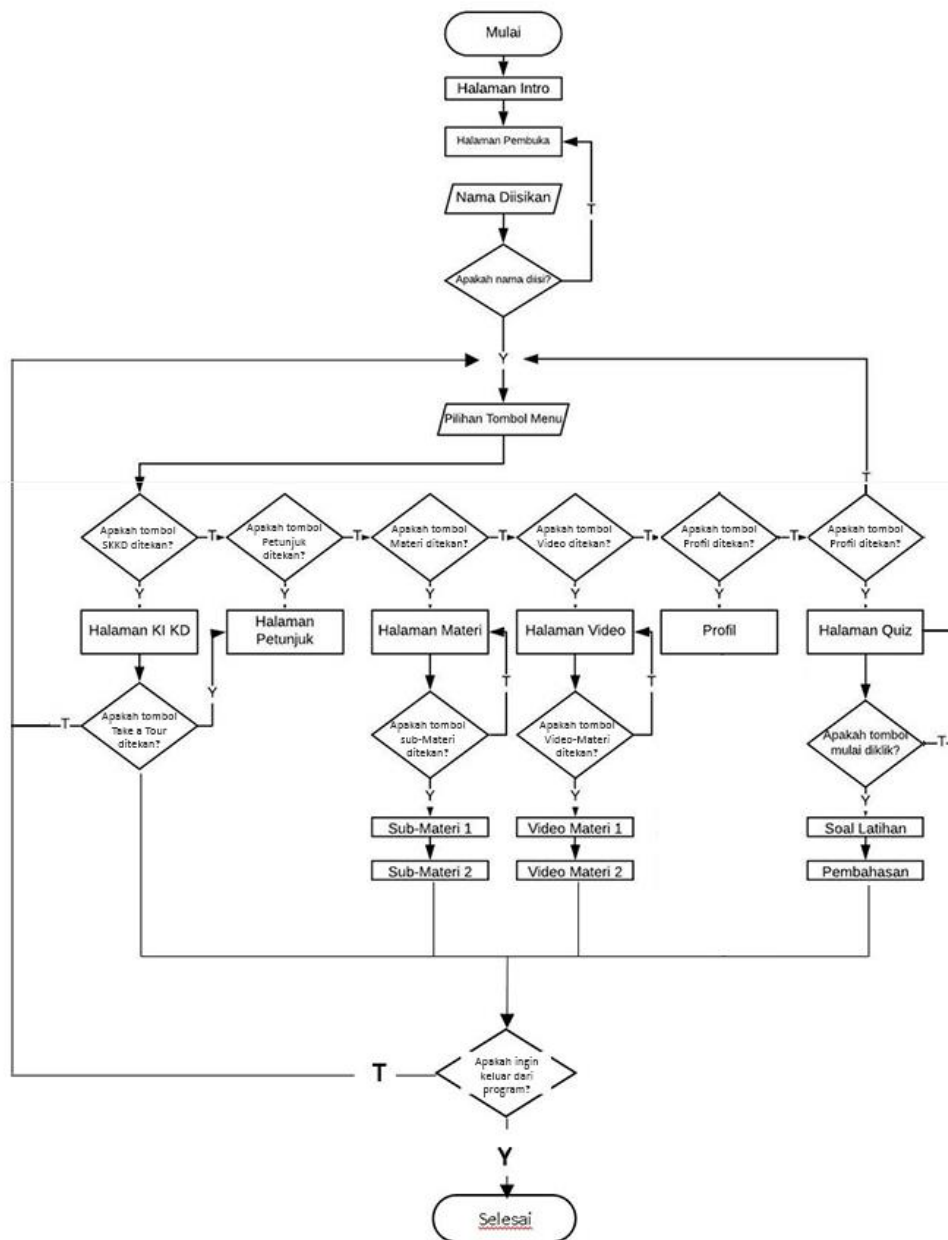 Mulai
Halaman Intro
Halaman Pembuka
Nama Diisikan
T
Apakah nama diisi?
Y
Pilihan Tombol Menu
T
Apakah tombol
SKKD ditekan?
T
Apakah tombol
Petunjuk
ditekan?
T
Apakah tombol
Materi ditekan?
T
Apakah tombol
Video ditekan?
T
Apakah tombol
Profil ditekan?
T
Apakah tombol
Profil ditekan?
Y
Y
Y
Y
Y
Y
Halaman KI KD
Halaman
Petunjuk
Halaman Materi
Halaman Video
Profil
Halaman Quiz
Y
T
T
T
Apakah tombol
Take a Tour
ditekan?
Apakah tombol
sub-Materi
ditekan?
Apakah tombol
Video-Materi
ditekan?
Apakah tombol
mulai diklik?
T
Y
Y
Y
Sub-Materi 1
Video Materi 1
Soal Latihan
Sub-Materi 2
Video Materi 2
Pembahasan
T
Apakah ingin
keluar dari
program?
Y
Selesai